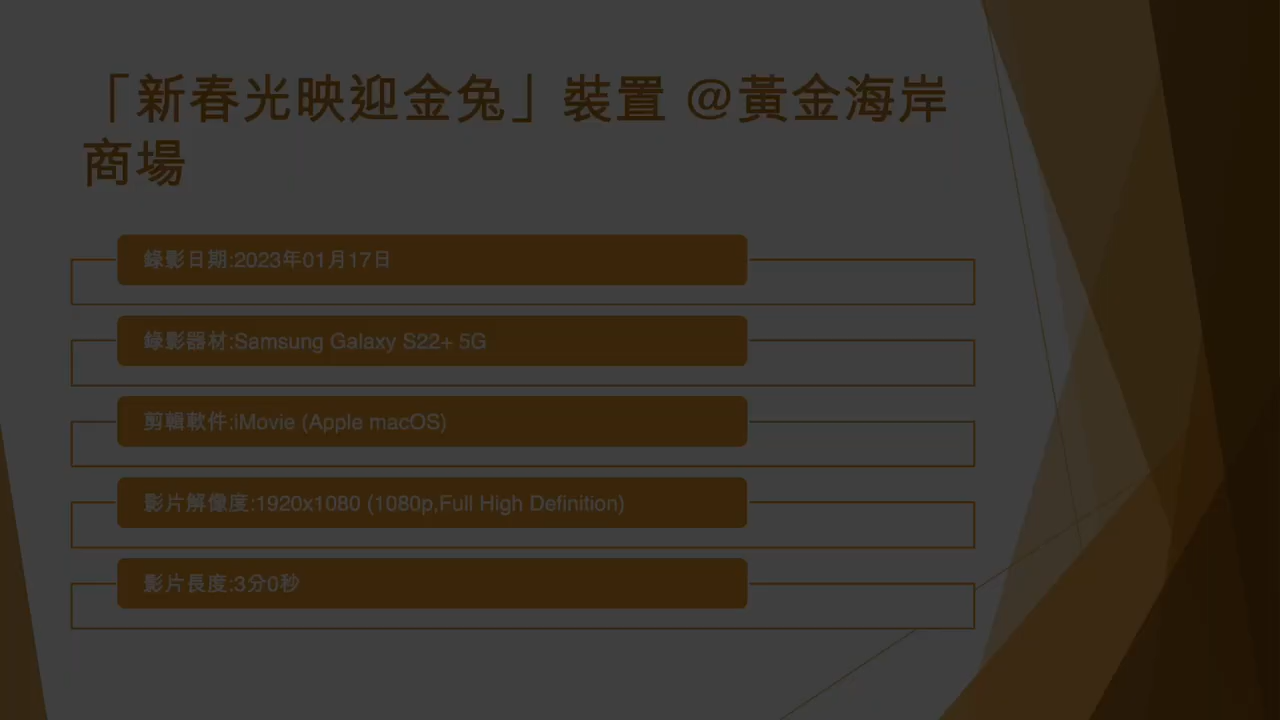 「新春光映迎金兔」裝置 @黃金海岸
商場
錄影日期:2023年01月17日
錄影器材:Samsung Galaxy S22+ 5G
剪輯軟件:iMovie (Apple macOS)
影片解像度:1920x1080 (1080p,Full High Definition)
影片長度:3分0秒